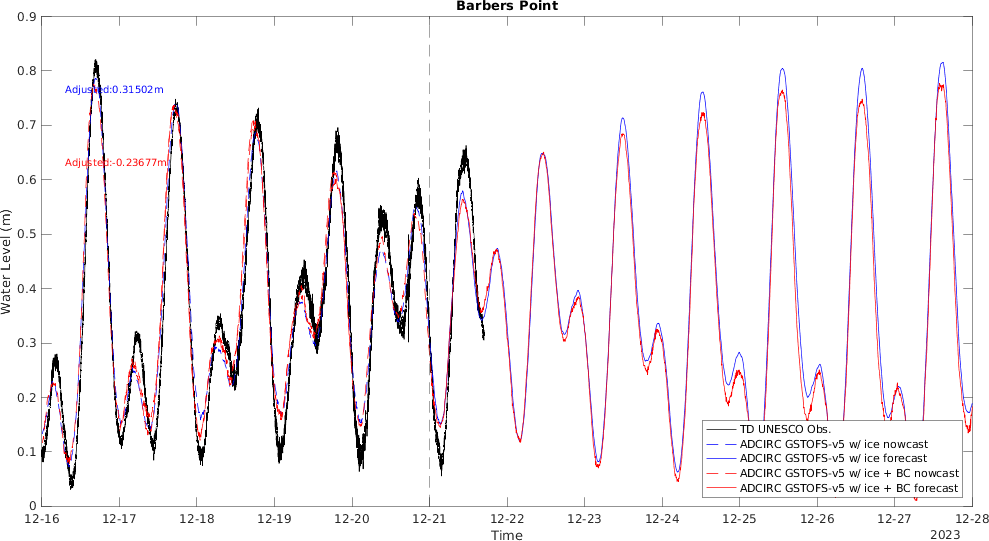 Barbers Point
Water Level (m)
0.9
0.8
0.7
0.6
0.5
0.4
0.3
0.2
0.1
0
Adjusted:0.31502m
Adjusted:-0.23677m
TD UNESCO Obs.
ADCIRC GSTOFS-v5 w/ ice nowcast
ADCIRC GSTOFS-v5 w/ ice forecast
ADCIRC GSTOFS-v5 w/ ice + BC nowcast
ADCIRC GSTOFS-v5 w/ ice + BC forecast
12-16 12-17 12-18 12-19 12-20 12-21 12-22 12-23 12-24 12-25 12-26 12-27 12-28
Time
2023